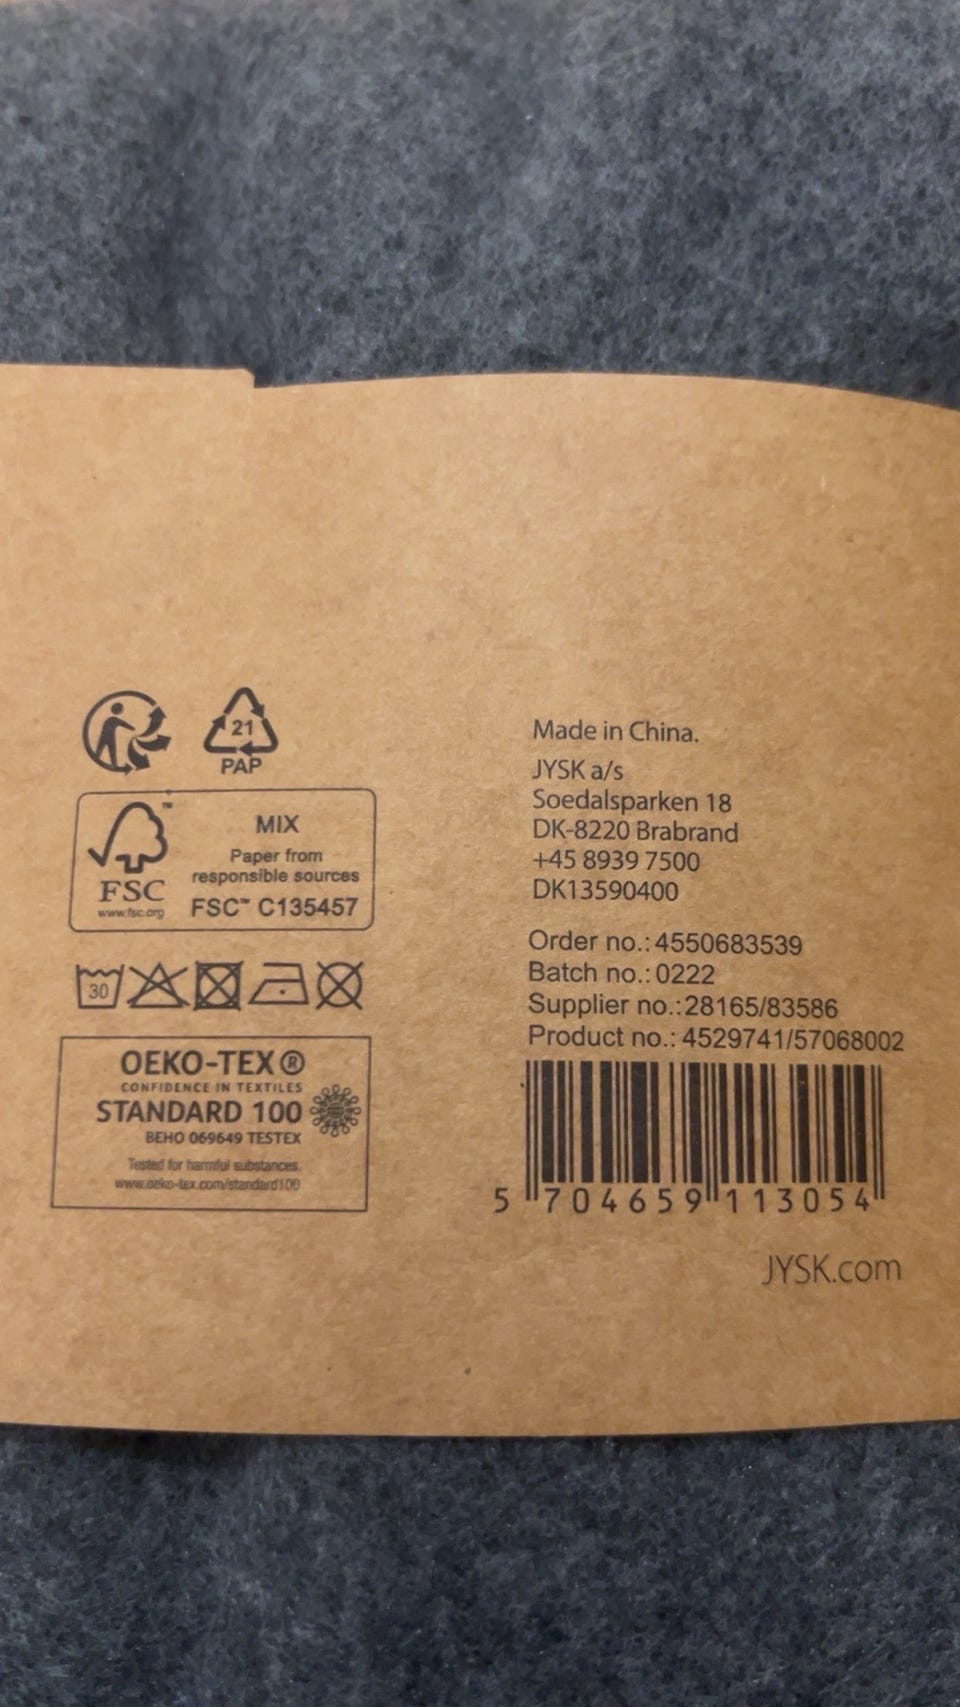 21
PAP
MIX
Paper from
responsible sources
FSC™ C135457
™
FSC
www.fsc.org
30
OEKO-TEX®
CONFIDENCE IN TEXTILES
STANDARD 100
BEHO 069649 TESTEX
Tested for harmful substances.
www.oeko-tex.com/standard100
Made in China.
JYSK a/s
Soedalsparken 18
DK-8220 Brabrand
+45 8939 7500
DK13590400
Order no.: 4550683539
Batch no.: 0222
Supplier no.:28165/83586
Product no.: 4529741/57068002
5 704659 113054
JYSK.com